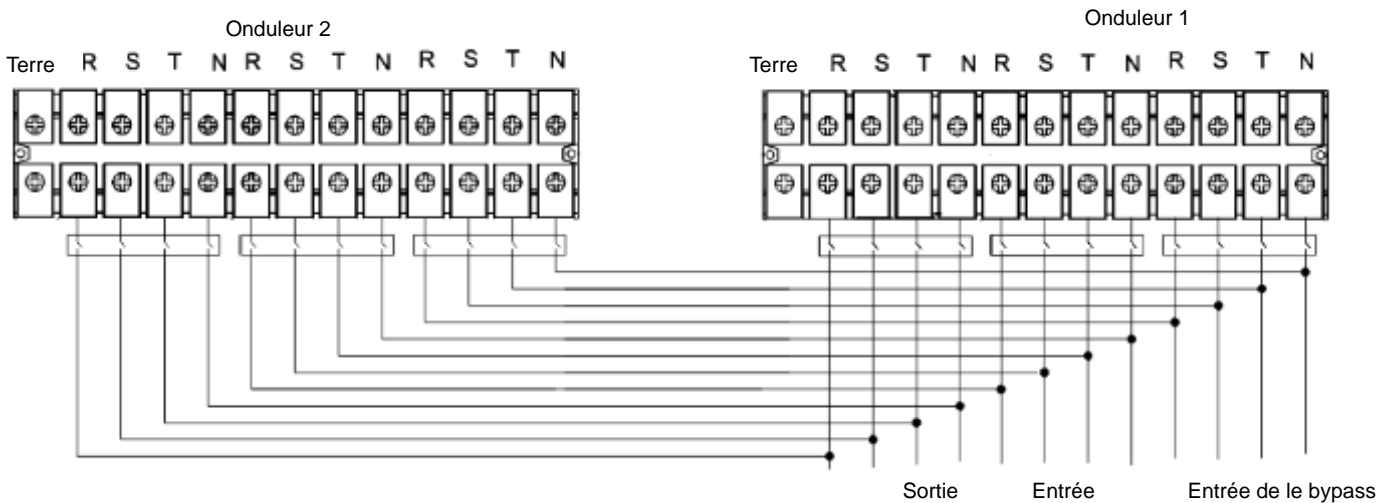 Onduleur 2
Onduleur 1
Terre R S T N R S T N R S T N
Terre R S T N R S T N R S T N
Sortie
Entrée
Entrée de le bypass